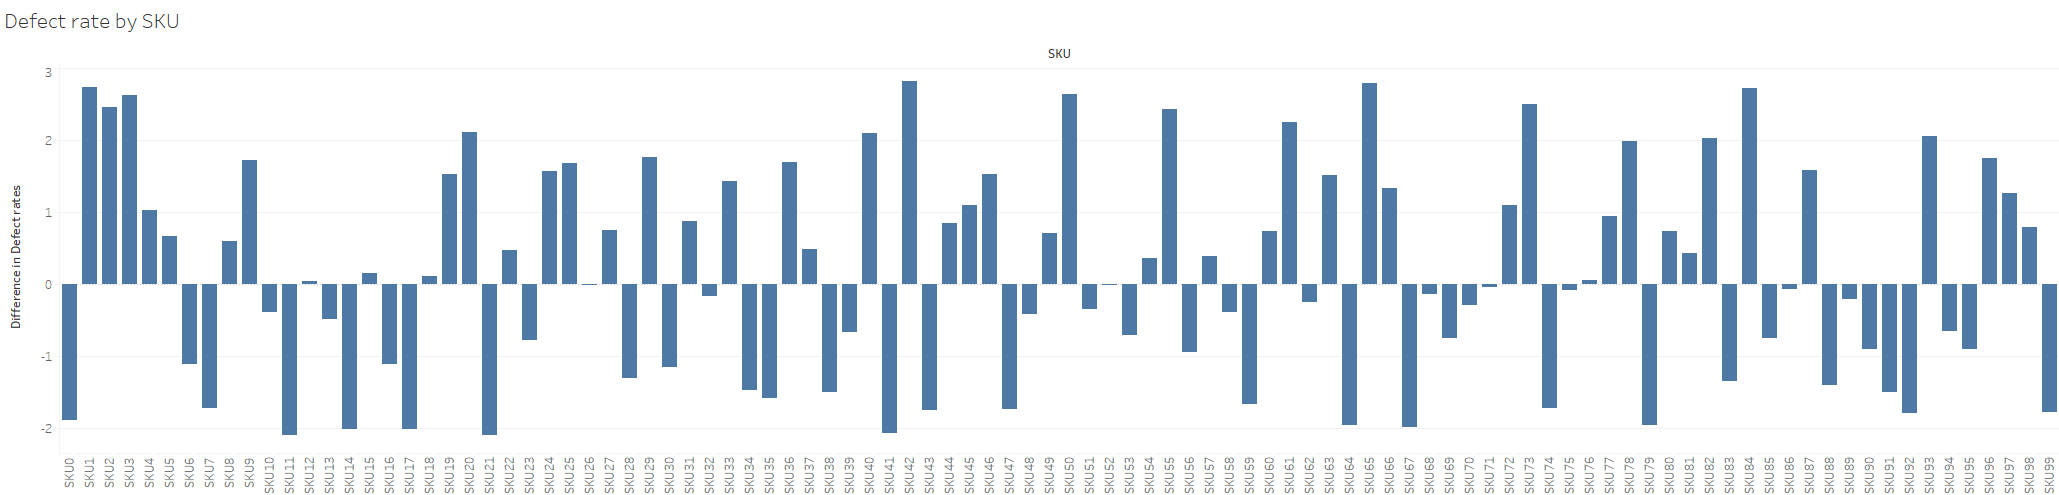 Defect rate by SKU
SKU
Difference in Defect rates
3
2
1
0
-1
-2
SKU0
SKU1
SKU2
SKU3
SKU4
SKU5
SKU6
SKU7
SKU8
SKU9
SKU10
SKU11
SKU12
SKU13
SKU14
SKU15
SKU16
SKU17
SKU18
SKU19
SKU20
SKU21
SKU22
SKU23
SKU24
SKU25
SKU26
SKU27
SKU28
SKU29
SKU30
SKU31
SKU32
SKU33
SKU34
SKU35
SKU36
SKU37
SKU38
SKU39
SKU40
SKU41
SKU42
SKU43
SKU44
SKU45
SKU46
SKU47
SKU48
SKU49
SKU50
SKU51
SKU52
SKU53
SKU54
SKU55
SKU56
SKU57
SKU58
SKU59
SKU60
SKU61
SKU62
SKU63
SKU64
SKU65
SKU66
SKU67
SKU68
SKU69
SKU70
SKU71
SKU72
SKU73
SKU74
SKU75
SKU76
SKU77
SKU78
SKU79
SKU80
SKU81
SKU82
SKU83
SKU84
SKU85
SKU86
SKU87
SKU88
SKU89
SKU90
SKU91
SKU92
SKU93
SKU94
SKU95
SKU96
SKU97
SKU98
SKU99